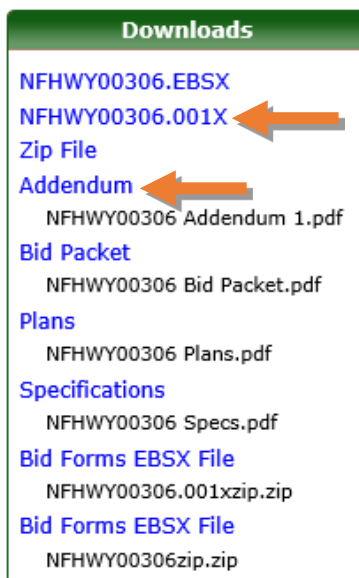 Downloads
NFHWY00306.EBSX
NFHWY00306.001X
Zip File
Addendum
NFHWY00306 Addendum 1.pdf
Bid Packet
NFHWY00306 Bid Packet.pdf
Plans
NFHWY00306 Plans.pdf
Specifications
NFHWY00306 Specs.pdf
Bid Forms EBSX File
NFHWY00306.001xzip.zip
Bid Forms EBSX File
NFHWY00306zip.zip